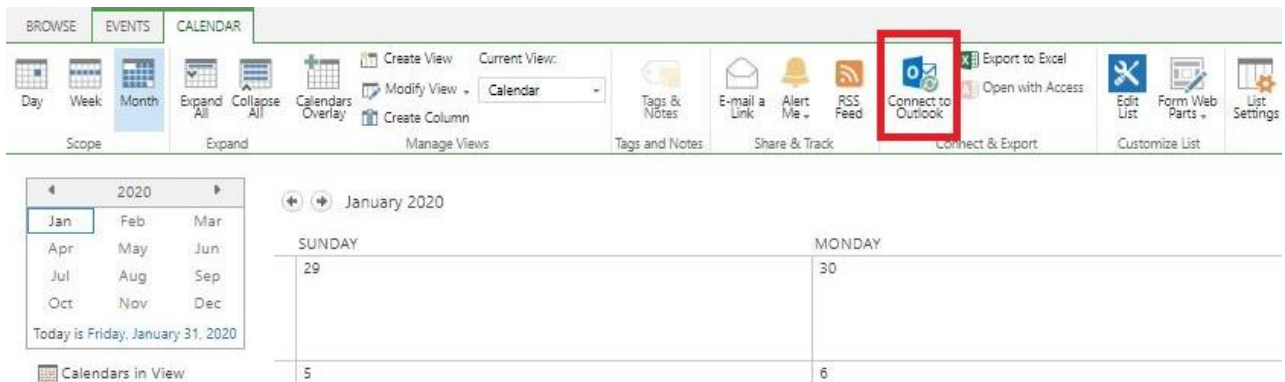 BROWSE EVENTS CALENDAR
Day Week Month
Scope
Expand All Collapse All
Expand
Calendars Overlay
Create View
Modify View
Create Column
Current View:
Calendar
Manage Views
Tags & Notes
Tags and Notes
E-mail a Link
Alert Me
RSS Feed
Share & Track
Connect to Outlook
Export to Excel
Open with Access
Connect & Export
Edit List
Form Web Parts
Customize List
List Settings
2020
Jan Feb Mar
Apr May Jun
Jul Aug Sep
Oct Nov Dec
Today is Friday, January 31, 2020
Calendars in View
January 2020
SUNDAY MONDAY
29 30
5 6